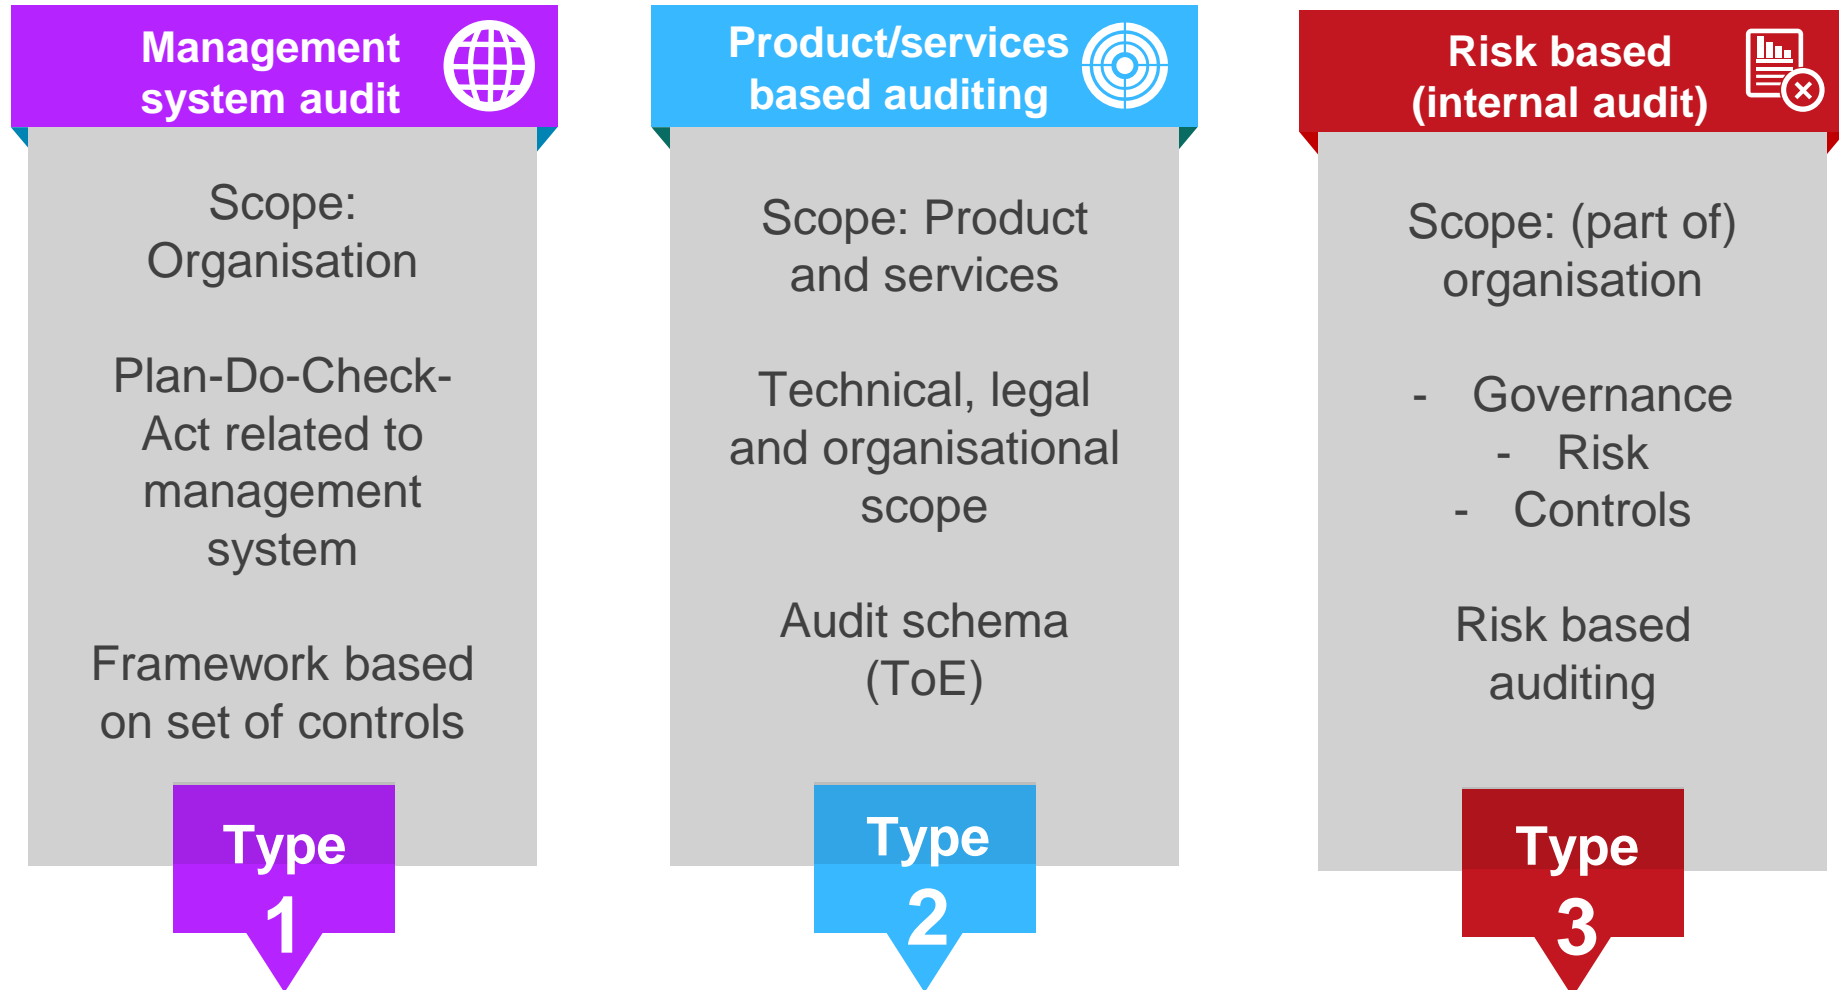 Management
system audit
Scope:
Organisation
Plan-Do-Check-
Act related to
management
system
Framework based
on set of controls
Type
1
Product/services
based auditing
Scope: Product
and services
Technical, legal
and organisational
scope
Audit schema
(ToE)
Type
2
Risk based
(internal audit)
Scope: (part of)
organisation
- Governance
- Risk
- Controls
Risk based
auditing
Type
3